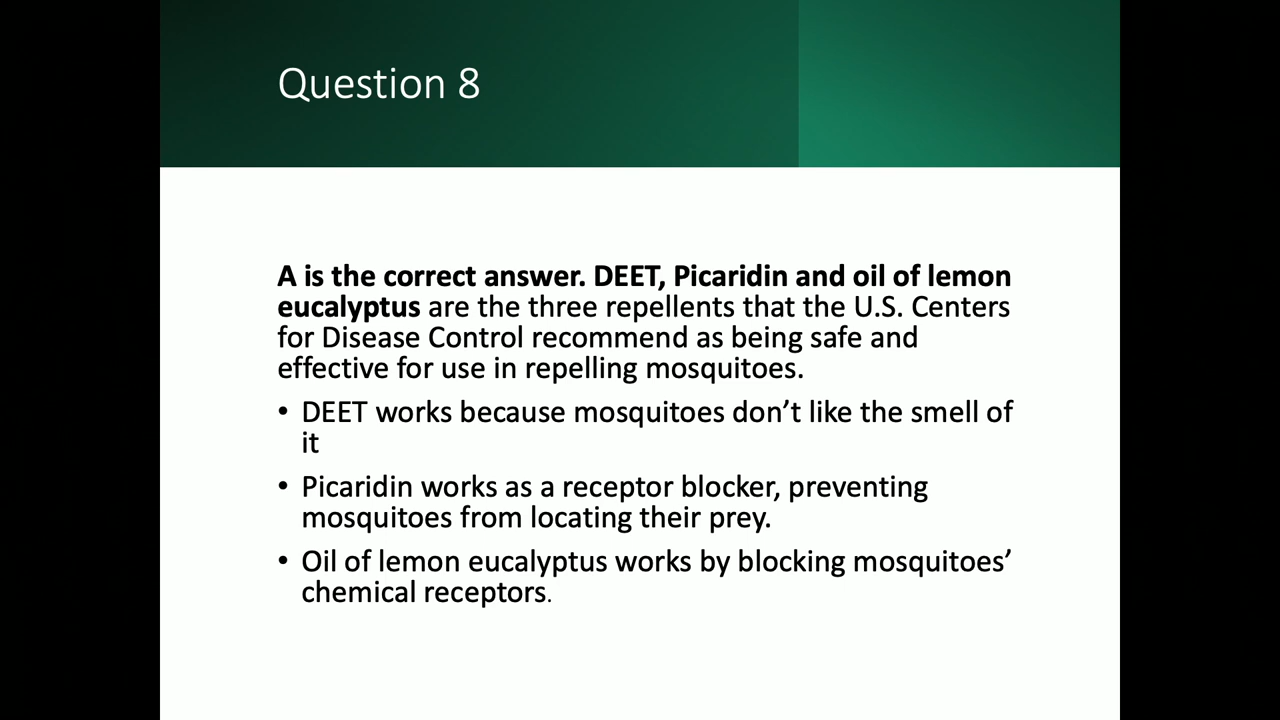 Question 8
A is the correct answer. DEET, Picaridin and oil of lemon
eucalyptus are the three repellents that the U.S. Centers
for Disease Control recommend as being safe and
effective for use in repelling mosquitoes.
• DEET works because mosquitoes don’t like the smell of
it
• Picaridin works as a receptor blocker, preventing
mosquitoes from locating their prey.
• Oil of lemon eucalyptus works by blocking mosquitoes’
chemical receptors.